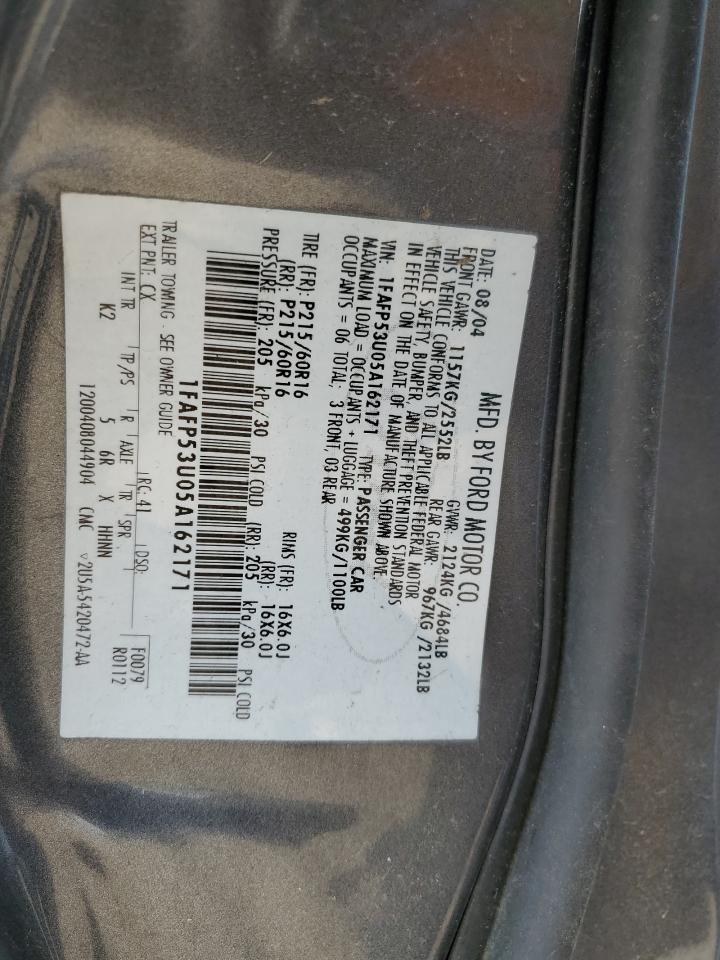 MFD. BY FORD MOTOR CO.
DATE: 08/04 GVWR: 2124KG/4684LB
FRONT GAWR: 1157KG/2552LB REAR GAWR: 967KG/2132LB
THIS VEHICLE CONFORMS TO ALL APPLICABLE FEDERAL MOTOR
VEHICLE SAFETY, BUMPER, AND THEFT PREVENTION STANDARDS
IN EFFECT ON THE DATE OF MANUFACTURE SHOWN ABOVE.
VIN: 1FAFP53U05A162171 TYPE: PASSENGER CAR
MAXIMUM LOAD = OCCUPANTS + LUGGAGE = 499KG/1100LB
OCCUPANTS = 06 TOTAL; 3 FRONT, 03 REAR
TIRE (FR): P215/60R16 RIMS (FR): 16X6.0J
(RR): P215/60R16 (RR): 16X6.0J
PRESSURE (FR): 205 kPa/30 PSI COLD (RR): 205 kPa/30 PSI COLD
1FAFP53U05A162171
TRAILER TOWING . SEE OWNER GUIDE
EXT PNT: CX RC: 41 DSO: F0079
INT TR TP/PS R AXLE TR SPR R0112
K2 5 6R X HHNN
1200408044904 CMC ▽2U5A-5420472-AA